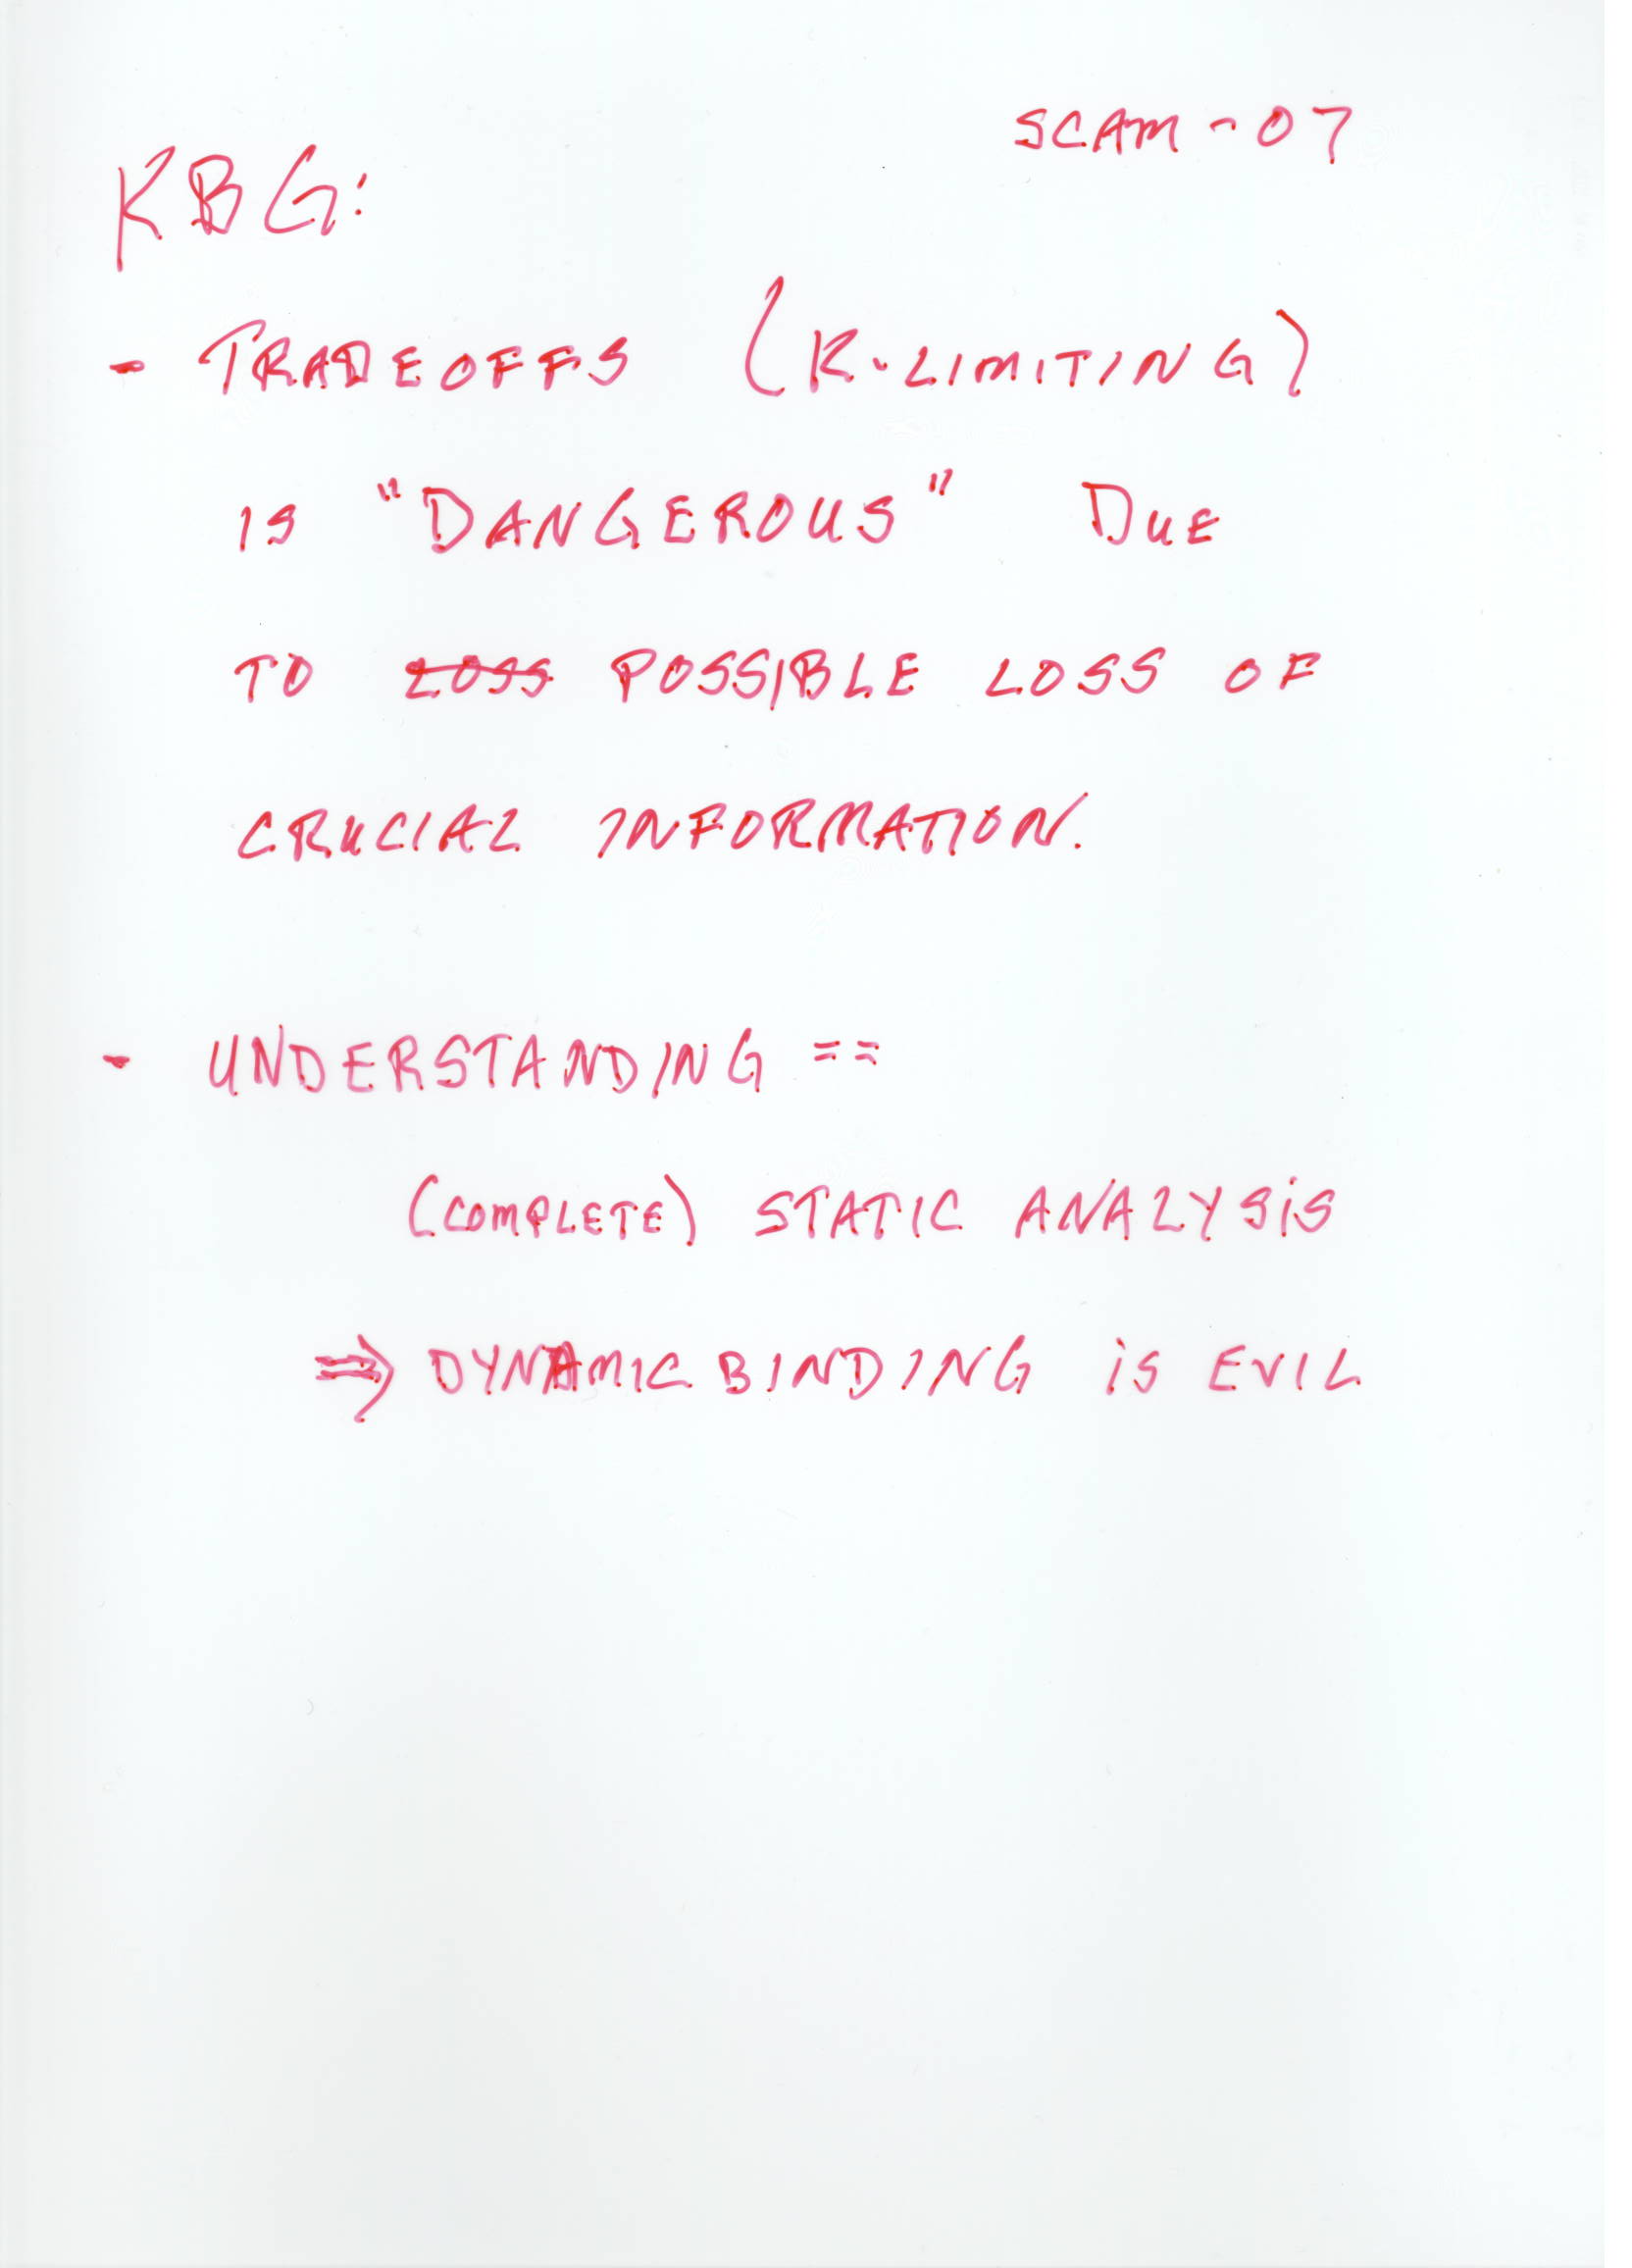 SCAM-07
KBG:
- TRADEOFFS (K-LIMITING)
IS "DANGEROUS" DUE
TO LOSS POSSIBLE LOSS OF
CRUCIAL INFORMATION.
- UNDERSTANDING ==
(COMPLETE) STATIC ANALYSIS
⇒ DYNAMIC BINDING IS EVIL